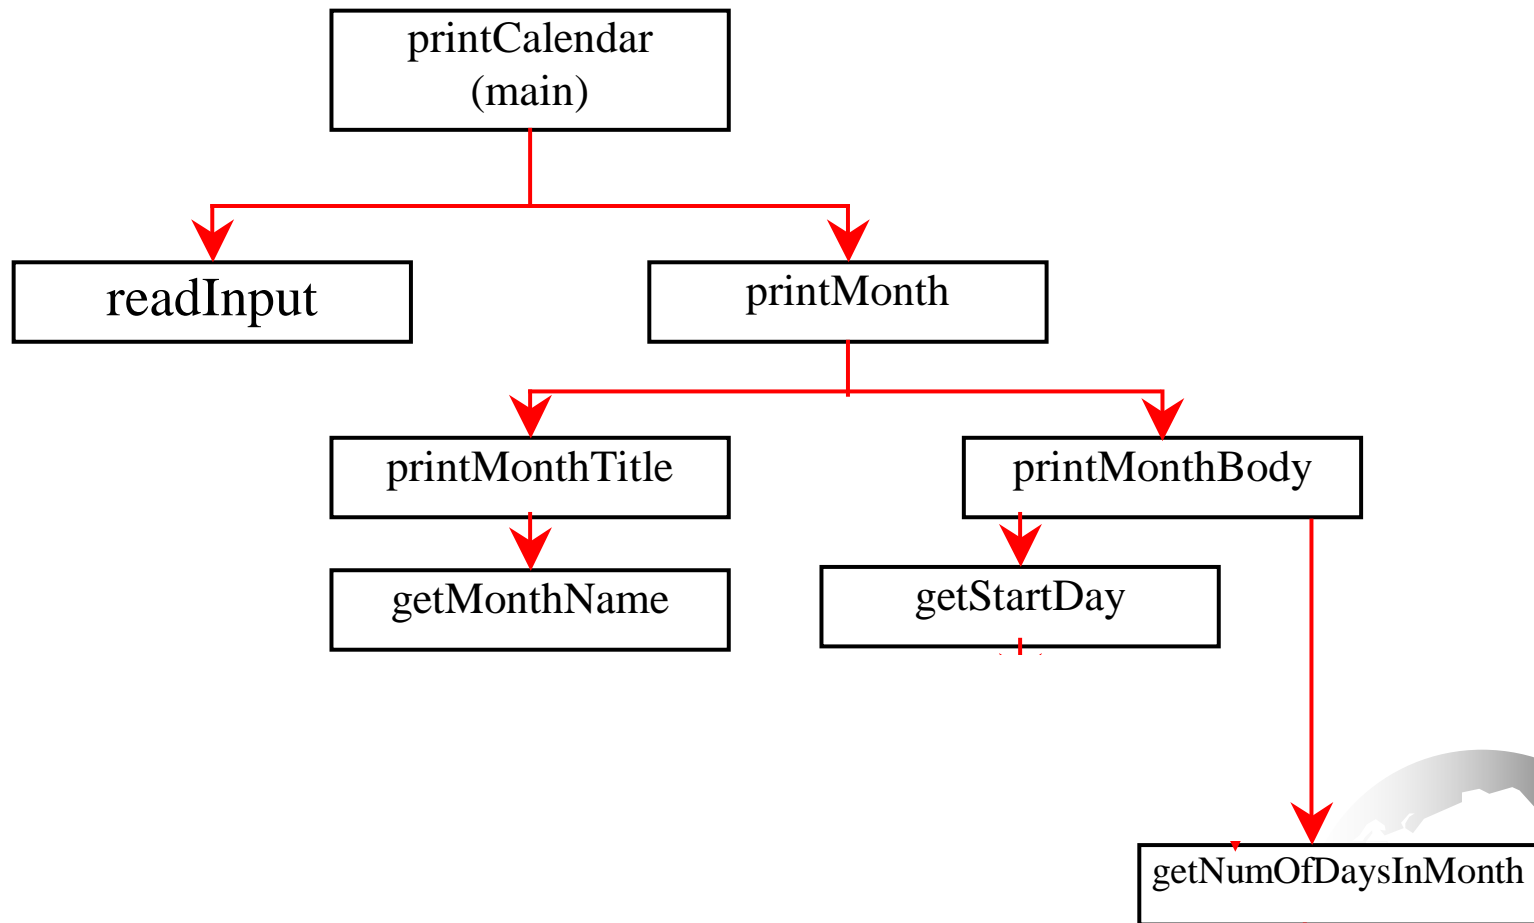 printCalendar
(main)
readInput
printMonth
printMonthTitle
printMonthBody
getMonthName
getStartDay
getNumOfDaysInMonth